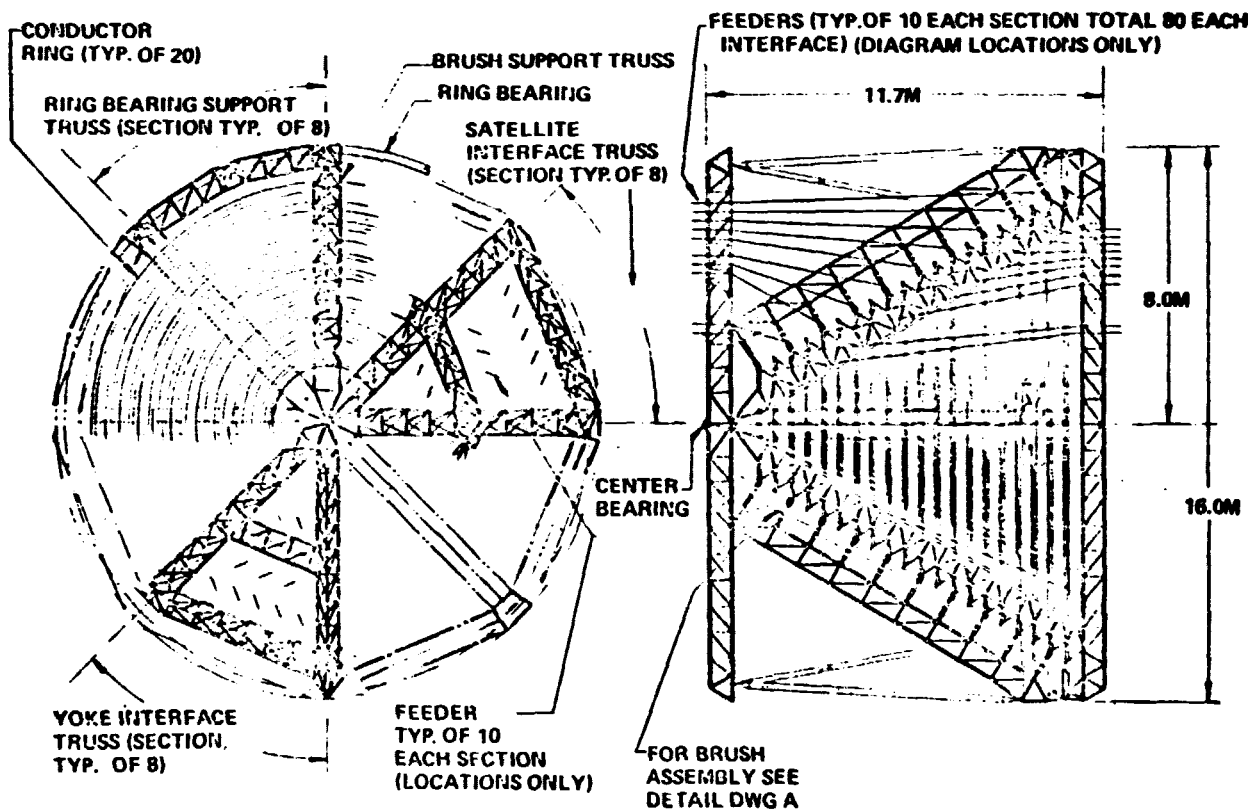 CONDUCTOR
RING (TYP. OF 20)
RING BEARING SUPPORT
TRUSS (SECTION TYP. OF 8)
BRUSH SUPPORT TRUSS
RING BEARING
SATELLITE
INTERFACE TRUSS
(SECTION TYP. OF 8)
YOKE INTERFACE
TRUSS (SECTION,
TYP. OF 8)
FEEDER
TYP. OF 10
EACH SECTION
(LOCATIONS ONLY)
FEEDERS (TYP. OF 10 EACH SECTION TOTAL 80 EACH
INTERFACE) (DIAGRAM LOCATIONS ONLY)
11.7M
8.0M
16.0M
CENTER
BEARING
FOR BRUSH
ASSEMBLY SEE
DETAIL DWG A